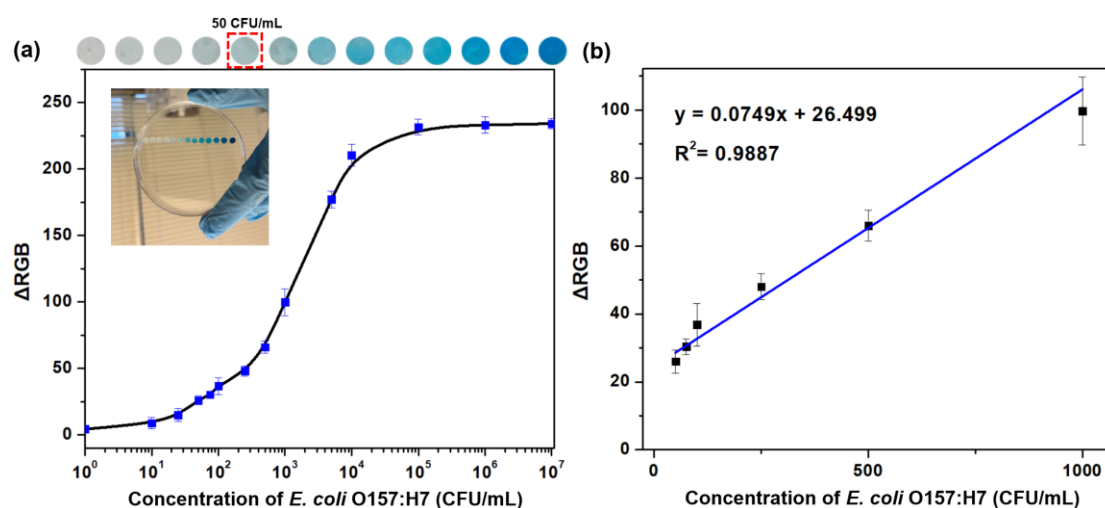 50 CFU/mL
(a)
250
200
150
100
50
0
ΔRGB
10⁰ 10¹ 10² 10³ 10⁴ 10⁵ 10⁶ 10⁷
Concentration of E. coli O157:H7 (CFU/mL)
(b)
y = 0.0749x + 26.499
R²= 0.9887
100
80
60
40
20
0
ΔRGB
0 500 1000
Concentration of E. coli O157:H7 (CFU/mL)